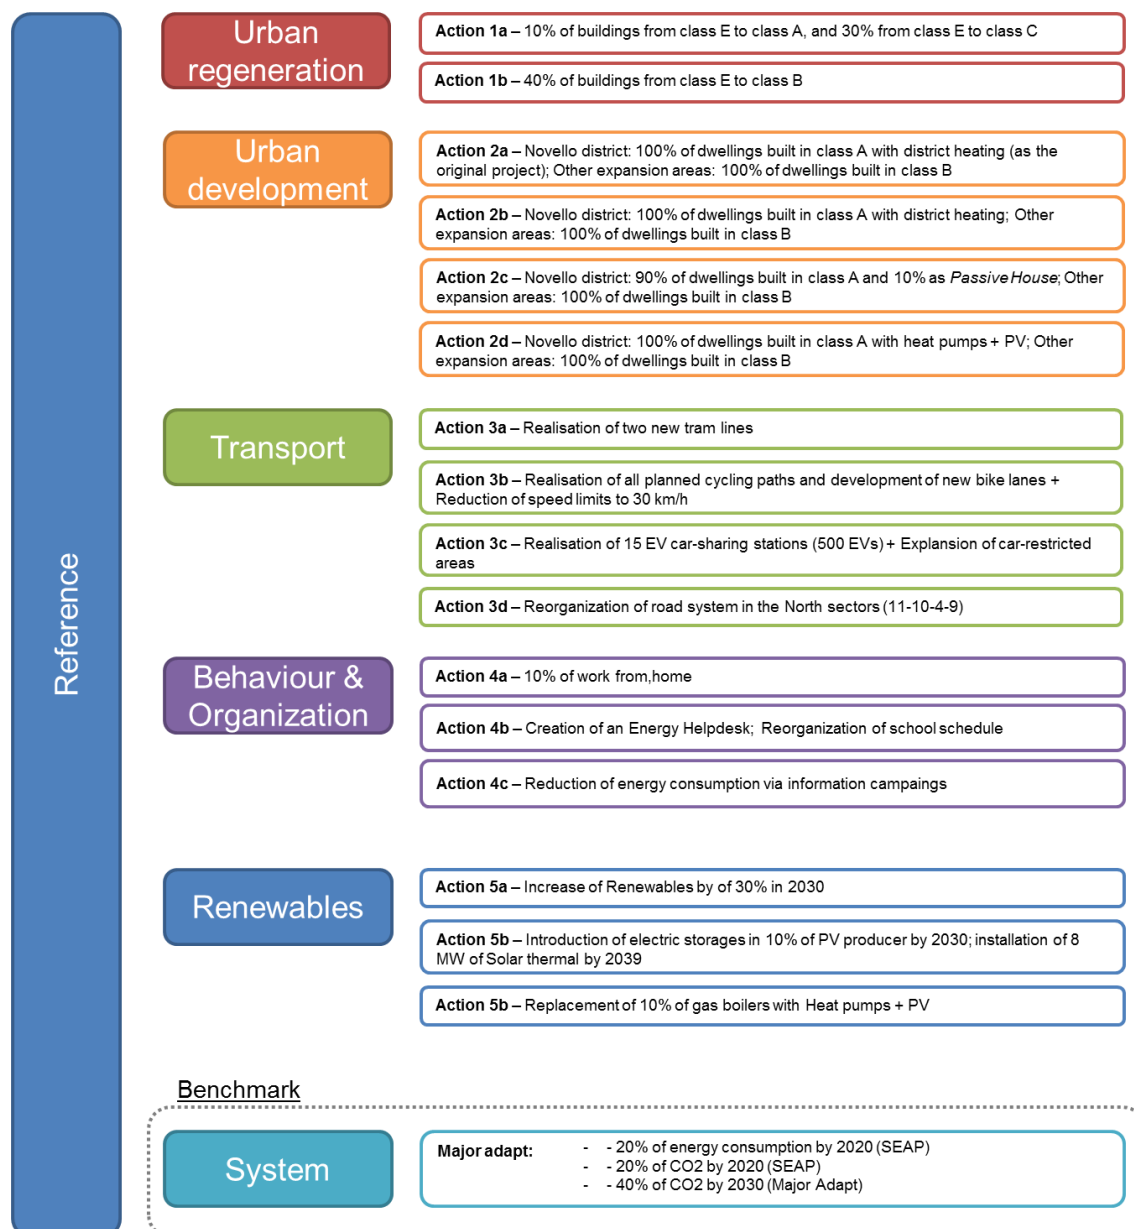 Reference
Urban
regeneration
Action 1a – 10% of buildings from class E to class A, and 30% from class E to class C
Action 1b – 40% of buildings from class E to class B
Urban
development
Action 2a – Novello district: 100% of dwellings built in class A with district heating (as the
original project); Other expansion areas: 100% of dwellings built in class B
Action 2b – Novello district: 100% of dwellings built in class A with district heating; Other
expansion areas: 100% of dwellings built in class B
Action 2c – Novello district: 90% of dwellings built in class A and 10% as Passive House; Other
expansion areas: 100% of dwellings built in class B
Action 2d – Novello district: 100% of dwellings built in class A with heat pumps + PV; Other
expansion areas: 100% of dwellings built in class B
Transport
Action 3a – Realisation of two new tram lines
Action 3b – Realisation of all planned cycling paths and development of new bike lanes +
Reduction of speed limits to 30 km/h
Action 3c – Realisation of 15 EV car-sharing stations (500 EVs) + Explansion of car-restricted
areas
Action 3d – Reorganization of road system in the North sectors (11-10-4-9)
Behaviour &
Organization
Action 4a – 10% of work from,home
Action 4b – Creation of an Energy Helpdesk; Reorganization of school schedule
Action 4c – Reduction of energy consumption via information campaings
Renewables
Action 5a – Increase of Renewables by of 30% in 2030
Action 5b – Introduction of electric storages in 10% of PV producer by 2030; installation of 8
MW of Solar thermal by 2039
Action 5b – Replacement of 10% of gas boilers with Heat pumps + PV
Benchmark
System
Major adapt: - - 20% of energy consumption by 2020 (SEAP)
- - 20% of CO2 by 2020 (SEAP)
- - 40% of CO2 by 2030 (Major Adapt)